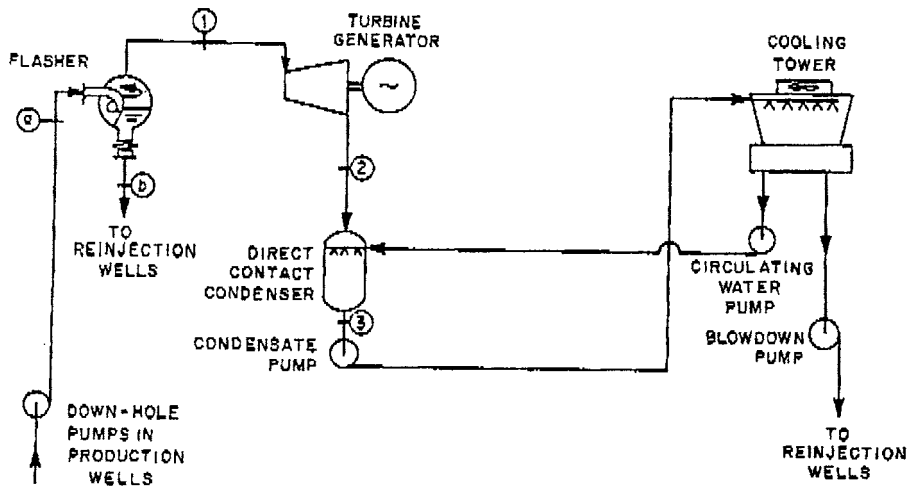 1
TURBINE
GENERATOR
FLASHER
a
b
TO
REINJECTION
WELLS
2
DIRECT
CONTACT
CONDENSER
3
CONDENSATE
PUMP
DOWN-HOLE
PUMPS IN
PRODUCTION
WELLS
COOLING
TOWER
CIRCULATING
WATER
PUMP
BLOWDOWN
PUMP
TO
REINJECTION
WELLS